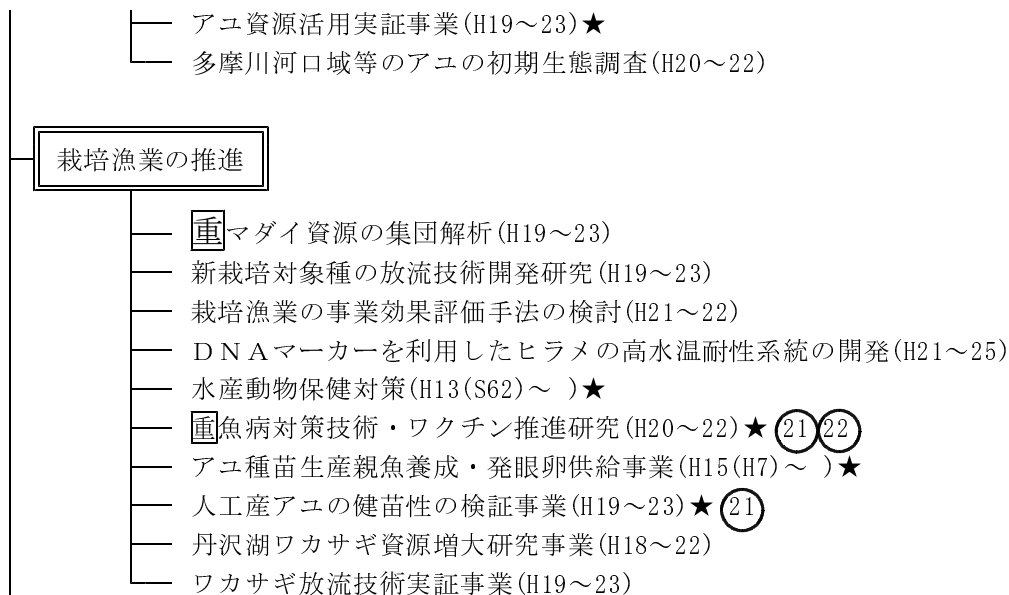 アユ資源活用実証事業(H19～23)★
多摩川河口域等のアユの初期生態調査(H20～22)
栽培漁業の推進
重マダイ資源の集団解析(H19～23)
新栽培対象種の放流技術開発研究(H19～23)
栽培漁業の事業効果評価手法の検討(H21～22)
ＤＮＡマーカーを利用したヒラメの高水温耐性系統の開発(H21～25)
水産動物保健対策(H13(S62)～ )★
重魚病対策技術・ワクチン推進研究(H20～22)★ 21 22
アユ種苗生産親魚養成・発眼卵供給事業(H15(H7)～ )★
人工産アユの健苗性の検証事業(H19～23)★ 21
丹沢湖ワカサギ資源増大研究事業(H18～22)
ワカサギ放流技術実証事業(H19～23)